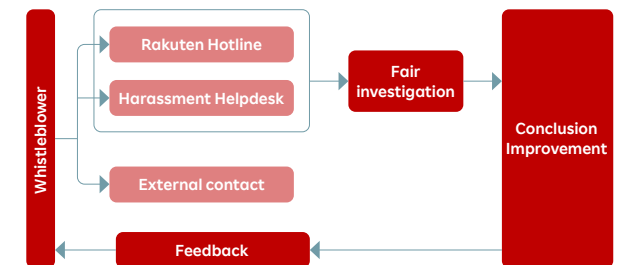 Whistleblower
Rakuten Hotline
Harassment Helpdesk
External contact
Fair
investigation
Conclusion
Improvement
Feedback